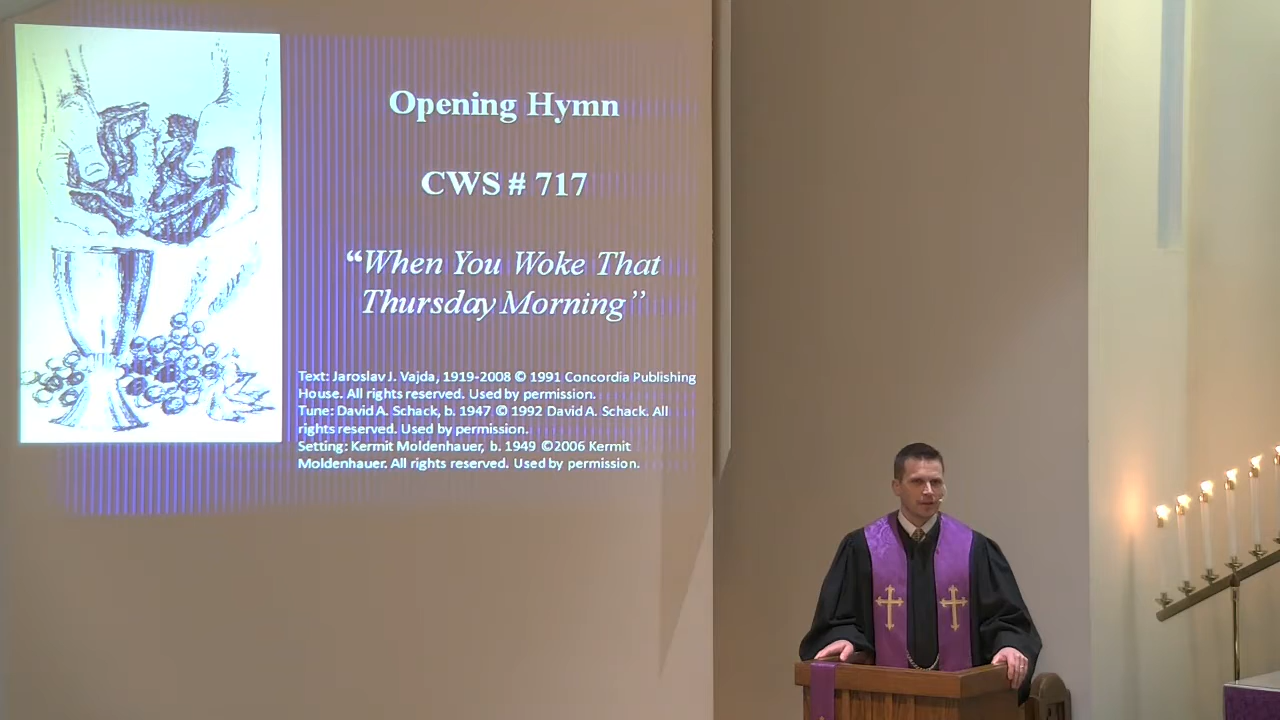 Opening Hymn
CWS # 717
“When You Woke That
Thursday Morning”
Text: Jaroslav J. Vajda, 1919-2008 © 1991 Concordia Publishing
House. All rights reserved. Used by permission.
Tune: David A. Schack, b. 1947 © 1992 David A. Schack. All
rights reserved. Used by permission.
Setting: Kermit Moldenhauer, b. 1949 ©2006 Kermit
Moldenhauer. All rights reserved. Used by permission.